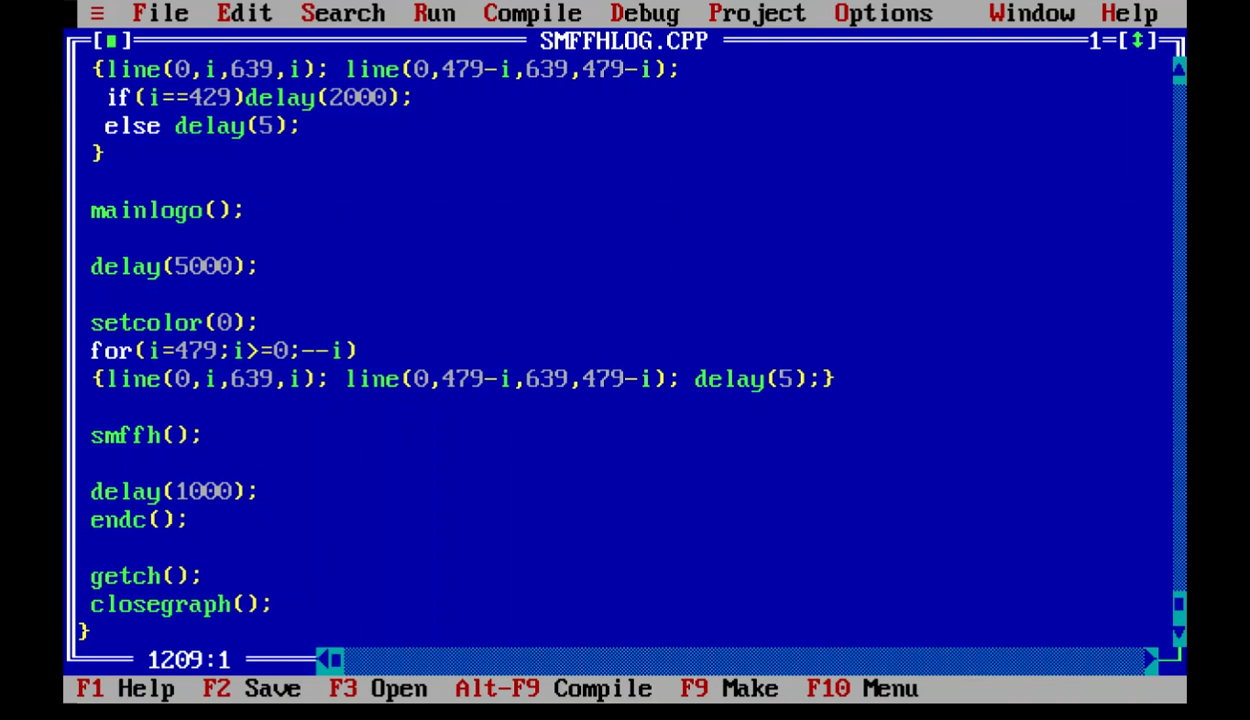 ≡ File Edit Search Run Compile Debug Project Options Window Help
[■] SMFFHLOG.CPP 1=[↕]
{line(0,i,639,i); line(0,479-i,639,479-i);
if(i==429)delay(2000);
else delay(5);
}
mainlogo();
delay(5000);
setcolor(0);
for(i=479;i>=0;--i)
{line(0,i,639,i); line(0,479-i,639,479-i); delay(5);}
smffh();
delay(1000);
endc();
getch();
closegraph();
}
1209:1
F1 Help F2 Save F3 Open Alt-F9 Compile F9 Make F10 Menu